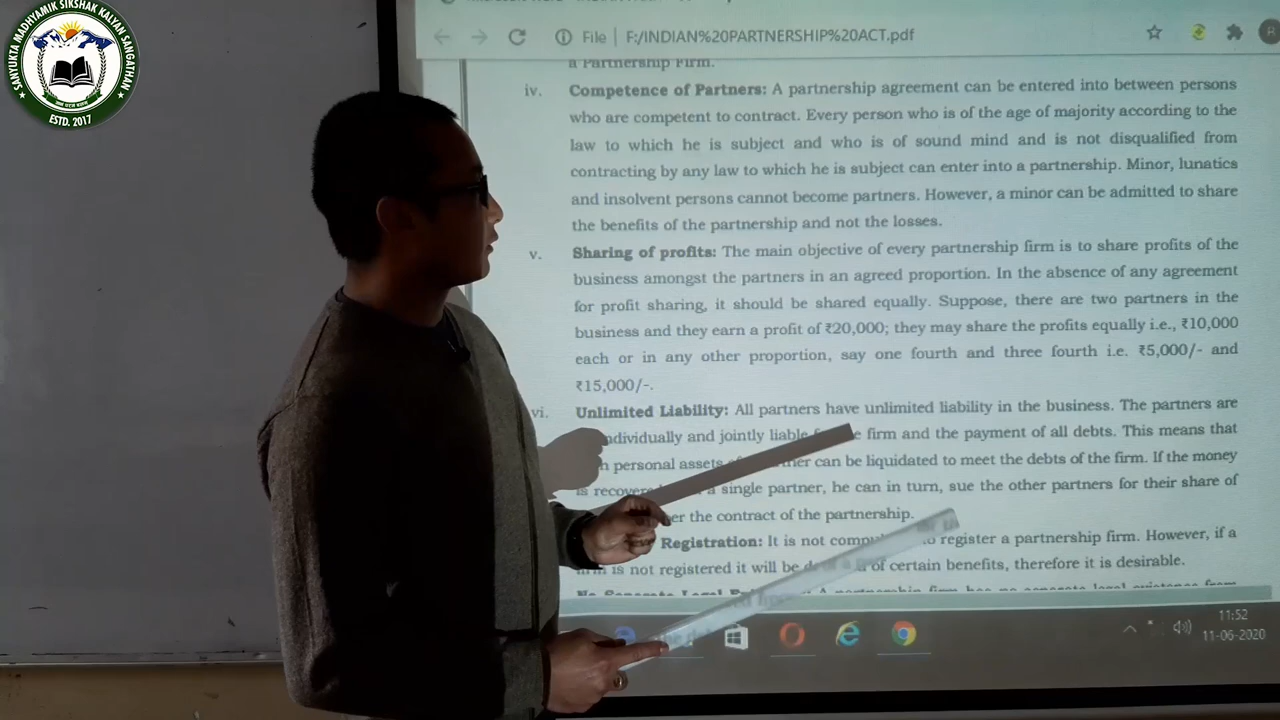 SANYUKTA MADHYAMIK SIKSHAK KALYAN SANGATHAN
ESTD. 2017
File | F:/INDIAN%20PARTNERSHIP%20ACT.pdf
a Partnership Firm.
iv. Competence of Partners: A partnership agreement can be entered into between persons
who are competent to contract. Every person who is of the age of majority according to the
law to which he is subject and who is of sound mind and is not disqualified from
contracting by any law to which he is subject can enter into a partnership. Minor, lunatics
and insolvent persons cannot become partners. However, a minor can be admitted to share
the benefits of the partnership and not the losses.
v. Sharing of profits: The main objective of every partnership firm is to share profits of the
business amongst the partners in an agreed proportion. In the absence of any agreement
for profit sharing, it should be shared equally. Suppose, there are two partners in the
business and they earn a profit of ₹20,000; they may share the profits equally i.e., ₹10,000
each or in any other proportion, say one fourth and three fourth i.e. ₹5,000/- and
₹15,000/-.
vi. Unlimited Liability: All partners have unlimited liability in the business. The partners are
individually and jointly liable firm and the payment of all debts. This means that
personal assets can be liquidated to meet the debts of the firm. If the money
is a single partner, he can in turn, sue the other partners for their share of
the contract of the partnership.
Registration: It is not register a partnership firm. However, if a
is not registered it will be of certain benefits, therefore it is desirable.
No Separate Legal A partnership firm has no separate legal existence from
11:52
11-06-2020